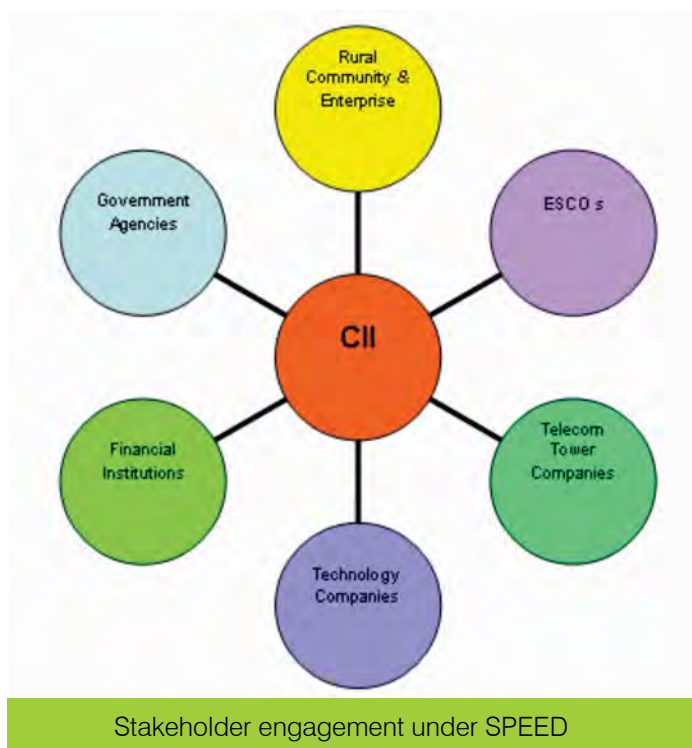 Rural
Community &
Enterprise
Government
Agencies
ESCO s
CII
Financial
Institutions
Telecom
Tower
Companies
Technology
Companies
Stakeholder engagement under SPEED